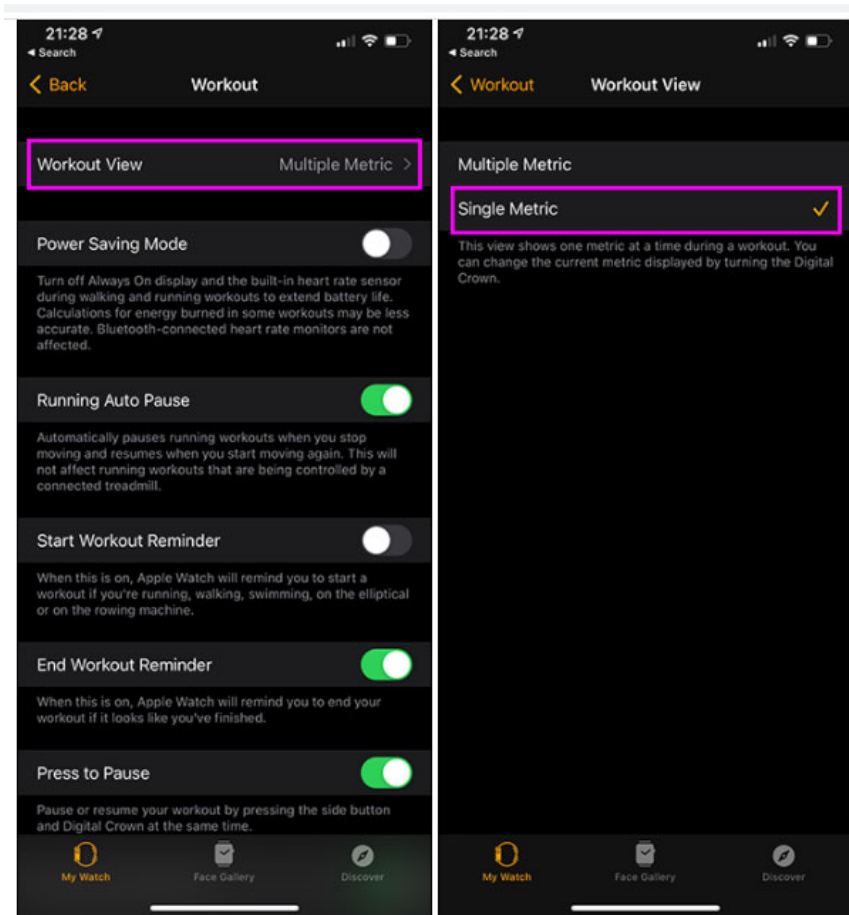 21:28
Search
Back
Workout
Workout View
Multiple Metric
Power Saving Mode
Turn off Always On display and the built-in heart rate sensor
during walking and running workouts to extend battery life.
Calculations for energy burned in some workouts may be less
accurate. Bluetooth-connected heart rate monitors are not
affected.
Running Auto Pause
Automatically pauses running workouts when you stop
moving and resumes when you start moving again. This will
not affect running workouts that are being controlled by a
connected treadmill.
Start Workout Reminder
When this is on, Apple Watch will remind you to start a
workout if you're running, walking, swimming, on the elliptical
or on the rowing machine.
End Workout Reminder
When this is on, Apple Watch will remind you to end your
workout if it looks like you've finished.
Press to Pause
Pause or resume your workout by pressing the side button
and Digital Crown at the same time.
My Watch
Face Gallery
Discover
21:28
Search
Workout
Workout View
Multiple Metric
Single Metric
This view shows one metric at a time during a workout. You
can change the current metric displayed by turning the Digital
Crown.
My Watch
Face Gallery
Discover